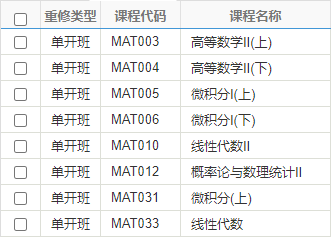 重修类型 课程代码 课程名称
单开班 MAT003 高等数学II(上)
单开班 MAT004 高等数学II(下)
单开班 MAT005 微积分I(上)
单开班 MAT006 微积分I(下)
单开班 MAT010 线性代数II
单开班 MAT012 概率论与数理统计II
单开班 MAT031 微积分(上)
单开班 MAT033 线性代数